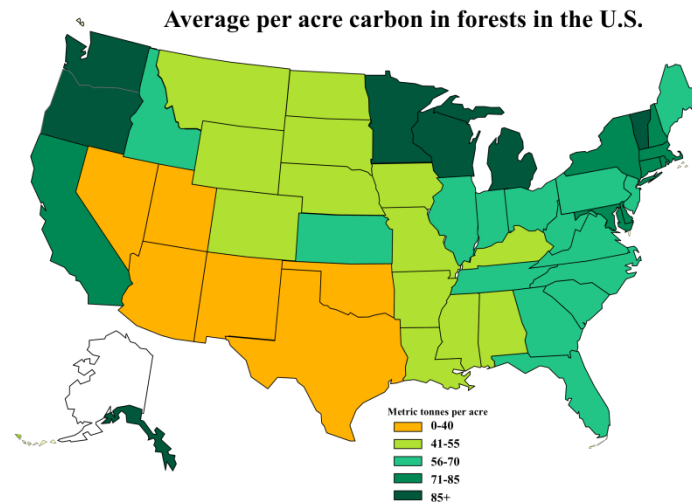 Average per acre carbon in forests in the U.S.
Metric tonnes per acre
0-40
41-55
56-70
71-85
85+